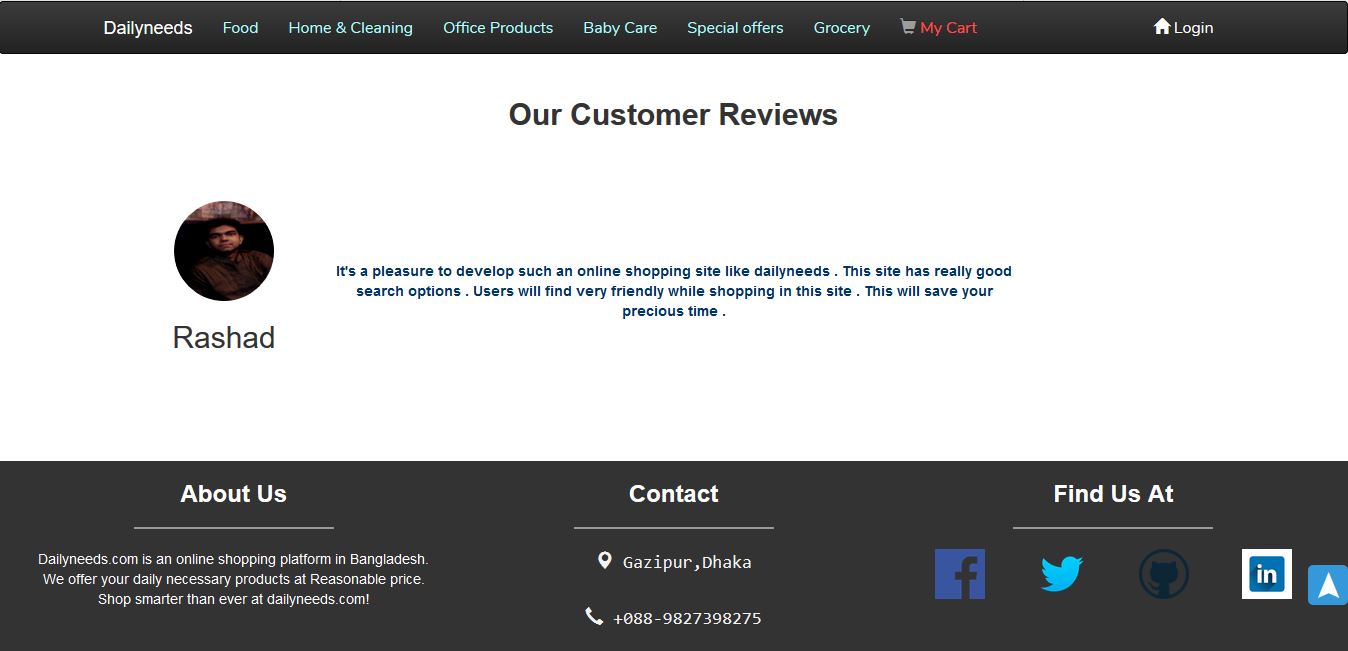 Dailyneeds Food Home & Cleaning Office Products Baby Care Special offers Grocery My Cart Login
Our Customer Reviews
It's a pleasure to develop such an online shopping site like dailyneeds . This site has really good
search options . Users will find very friendly while shopping in this site . This will save your
precious time .
Rashad
About Us
Dailyneeds.com is an online shopping platform in Bangladesh.
We offer your daily necessary products at Reasonable price.
Shop smarter than ever at dailyneeds.com!
Contact
Gazipur,Dhaka
+088-9827398275
Find Us At
in